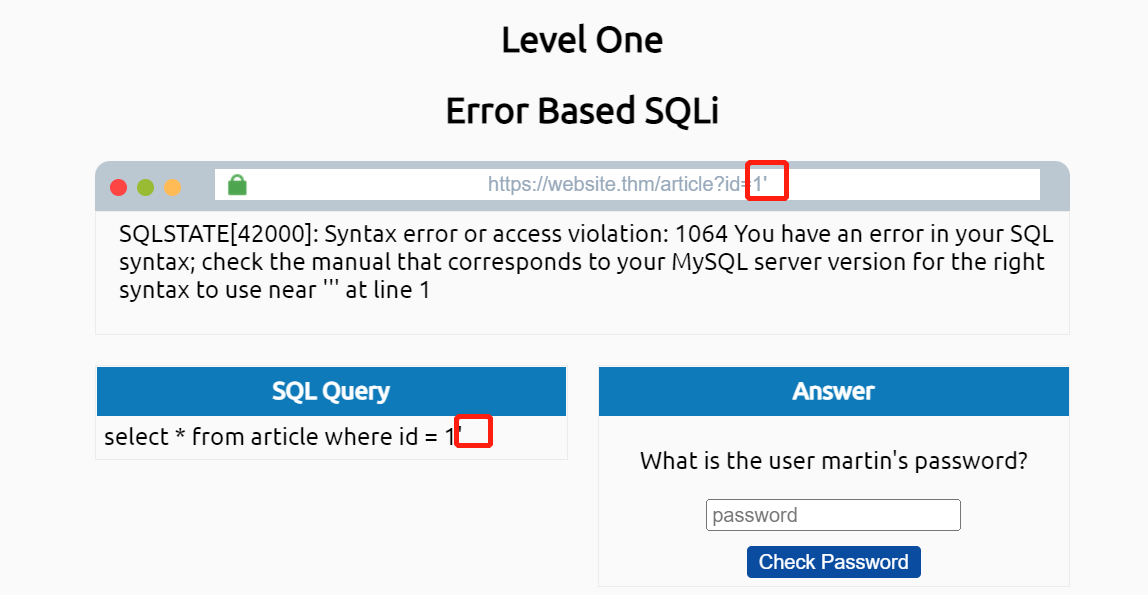 Level One
Error Based SQLi
https://website.thm/article?id=1'
SQLSTATE[42000]: Syntax error or access violation: 1064 You have an error in your SQL
syntax; check the manual that corresponds to your MySQL server version for the right
syntax to use near ''' at line 1
SQL Query
select * from article where id = 1'
Answer
What is the user martin's password?
password
Check Password